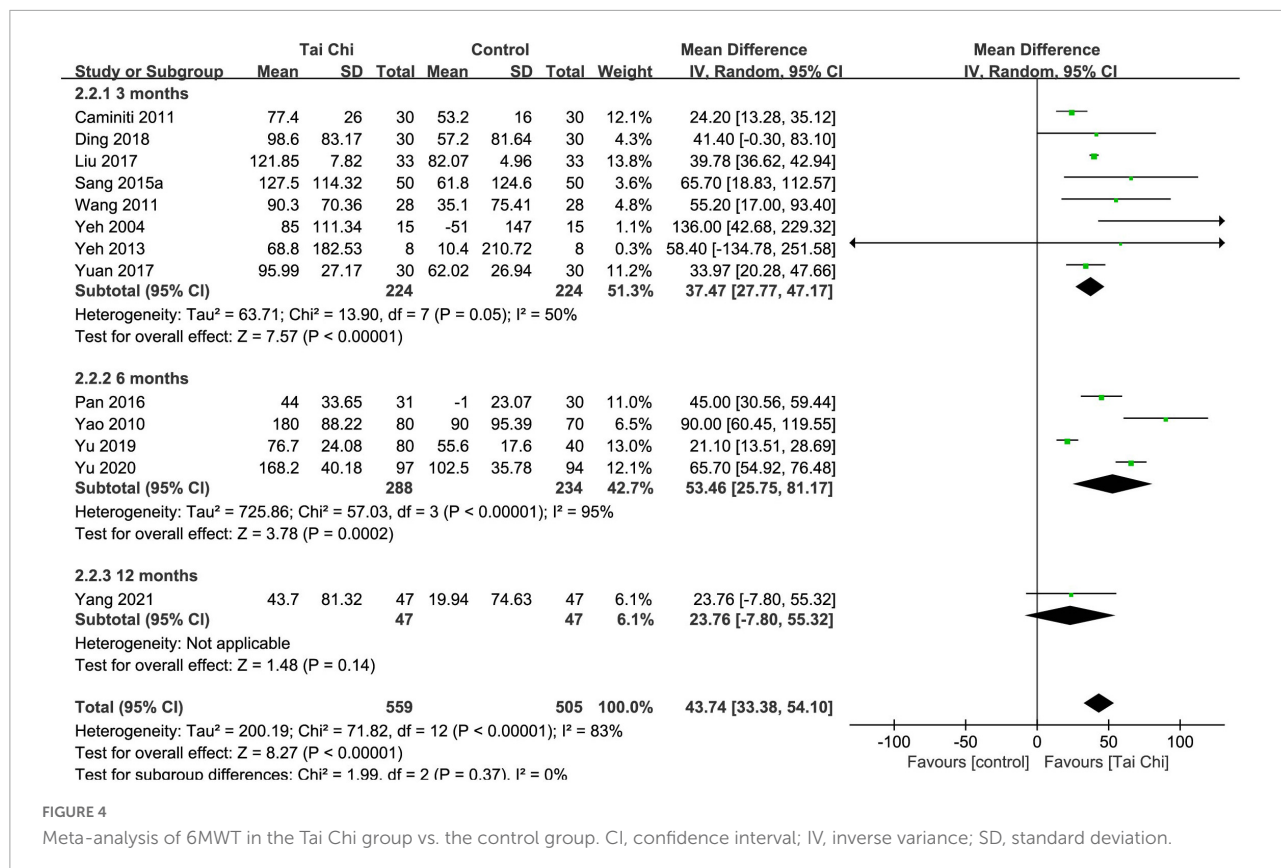 Tai Chi Control Mean Difference Mean Difference
Study or Subgroup Mean SD Total Mean SD Total Weight IV, Random, 95% CI IV, Random, 95% CI
2.2.1 3 months
Caminiti 2011 77.4 26 30 53.2 16 30 12.1% 24.20 [13.28, 35.12]
Ding 2018 98.6 83.17 30 57.2 81.64 30 4.3% 41.40 [-0.30, 83.10]
Liu 2017 121.85 7.82 33 82.07 4.96 33 13.8% 39.78 [36.62, 42.94]
Sang 2015a 127.5 114.32 50 61.8 124.6 50 3.6% 65.70 [18.83, 112.57]
Wang 2011 90.3 70.36 28 35.1 75.41 28 4.8% 55.20 [17.00, 93.40]
Yeh 2004 85 111.34 15 -51 147 15 1.1% 136.00 [42.68, 229.32]
Yeh 2013 68.8 182.53 8 10.4 210.72 8 0.3% 58.40 [-134.78, 251.58]
Yuan 2017 95.99 27.17 30 62.02 26.94 30 11.2% 33.97 [20.28, 47.66]
Subtotal (95% CI) 224 224 51.3% 37.47 [27.77, 47.17]
Heterogeneity: Tau² = 63.71; Chi² = 13.90, df = 7 (P = 0.05); I² = 50%
Test for overall effect: Z = 7.57 (P < 0.00001)
2.2.2 6 months
Pan 2016 44 33.65 31 -1 23.07 30 11.0% 45.00 [30.56, 59.44]
Yao 2010 180 88.22 80 90 95.39 70 6.5% 90.00 [60.45, 119.55]
Yu 2019 76.7 24.08 80 55.6 17.6 40 13.0% 21.10 [13.51, 28.69]
Yu 2020 168.2 40.18 97 102.5 35.78 94 12.1% 65.70 [54.92, 76.48]
Subtotal (95% CI) 288 234 42.7% 53.46 [25.75, 81.17]
Heterogeneity: Tau² = 725.86; Chi² = 57.03, df = 3 (P < 0.00001); I² = 95%
Test for overall effect: Z = 3.78 (P = 0.0002)
2.2.3 12 months
Yang 2021 43.7 81.32 47 19.94 74.63 47 6.1% 23.76 [-7.80, 55.32]
Subtotal (95% CI) 47 47 6.1% 23.76 [-7.80, 55.32]
Heterogeneity: Not applicable
Test for overall effect: Z = 1.48 (P = 0.14)
Total (95% CI) 559 505 100.0% 43.74 [33.38, 54.10]
Heterogeneity: Tau² = 200.19; Chi² = 71.82, df = 12 (P < 0.00001); I² = 83%
Test for overall effect: Z = 8.27 (P < 0.00001)
Test for subgroup differences: Chi² = 1.99, df = 2 (P = 0.37), I² = 0%
-100 -50 0 50 100
Favours [control] Favours [Tai Chi]
FIGURE 4
Meta-analysis of 6MWT in the Tai Chi group vs. the control group. CI, confidence interval; IV, inverse variance; SD, standard deviation.